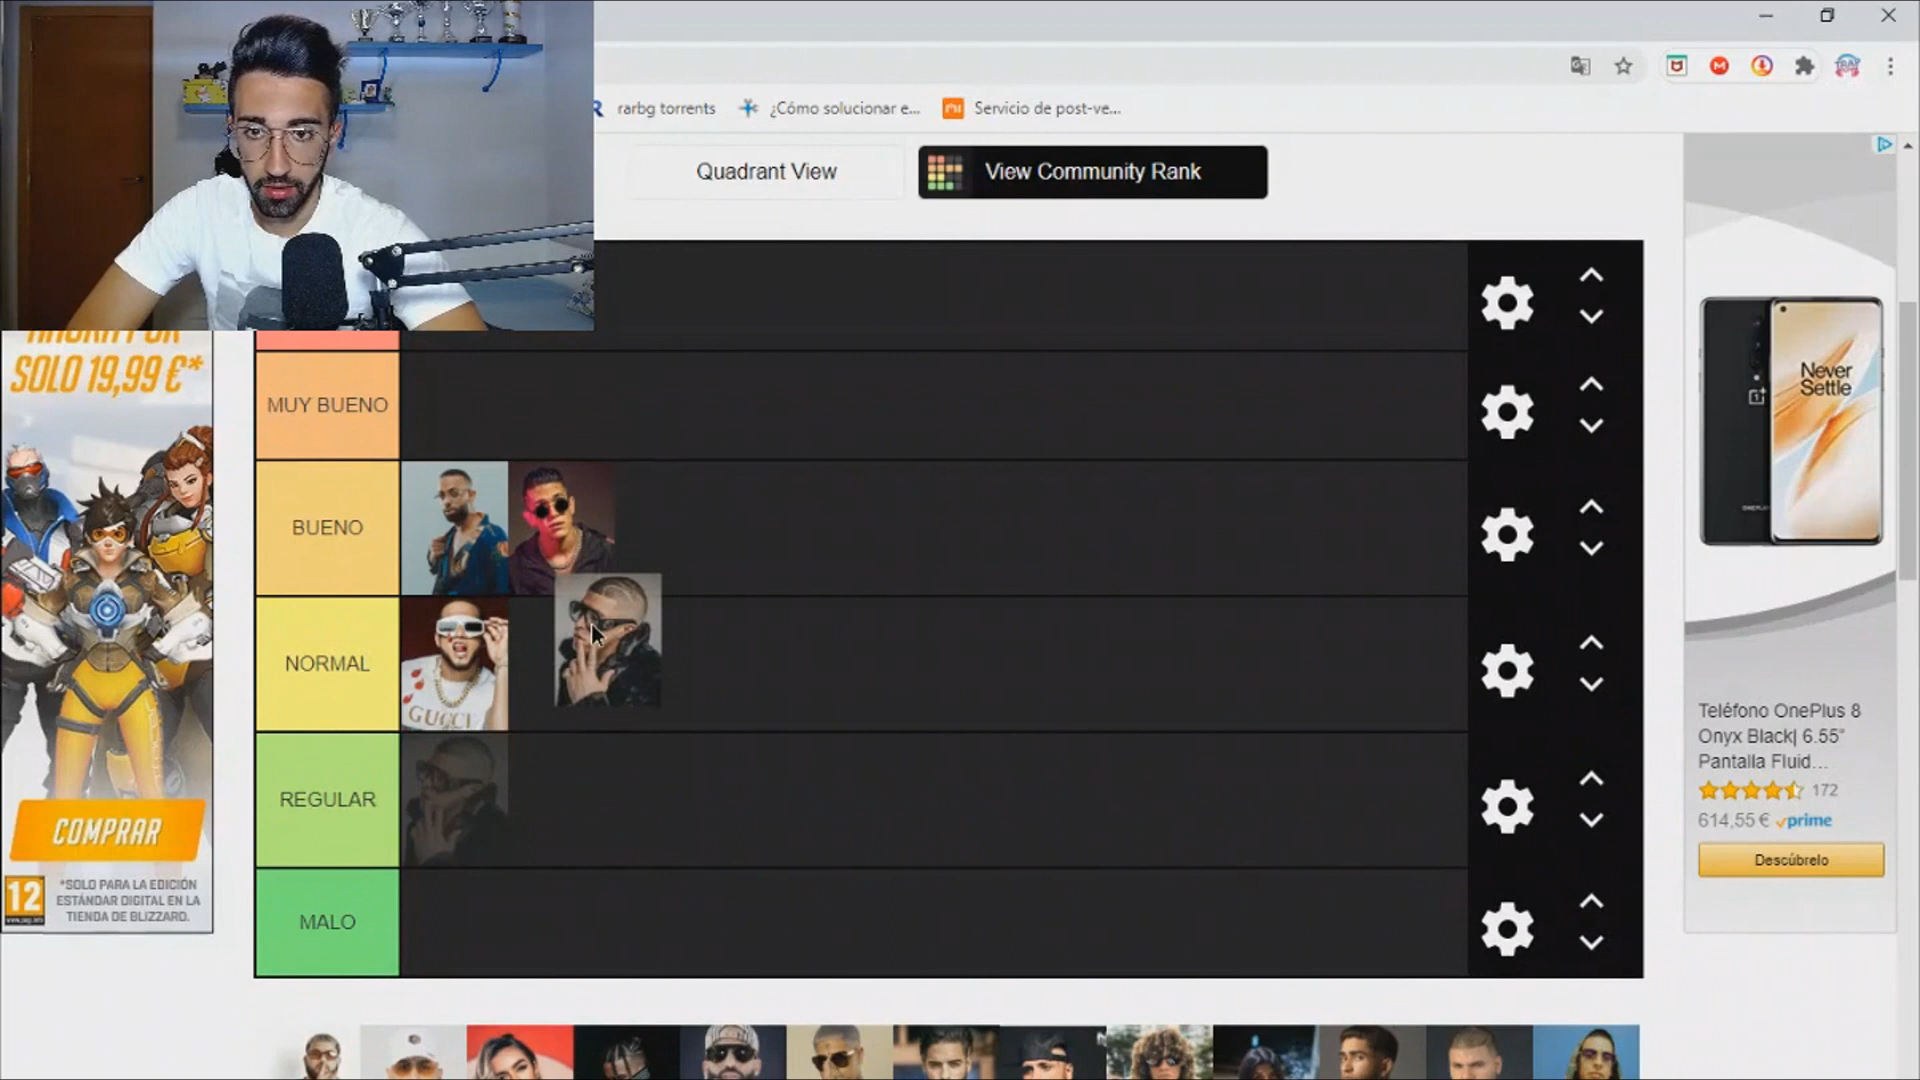 rarbg torrents
¿Cómo solucionar e...
Servicio de post-ve...
Quadrant View
View Community Rank
SOLO 19,99 €*
COMPRAR
12
*SOLO PARA LA EDICIÓN
ESTÁNDAR DIGITAL EN LA
TIENDA DE BLIZZARD.
MUY BUENO
BUENO
NORMAL
GUCCI
REGULAR
MALO
Never
Settle
Teléfono OnePlus 8
Onyx Black| 6.55"
Pantalla Fluid...
172
614,55 € prime
Descúbrelo